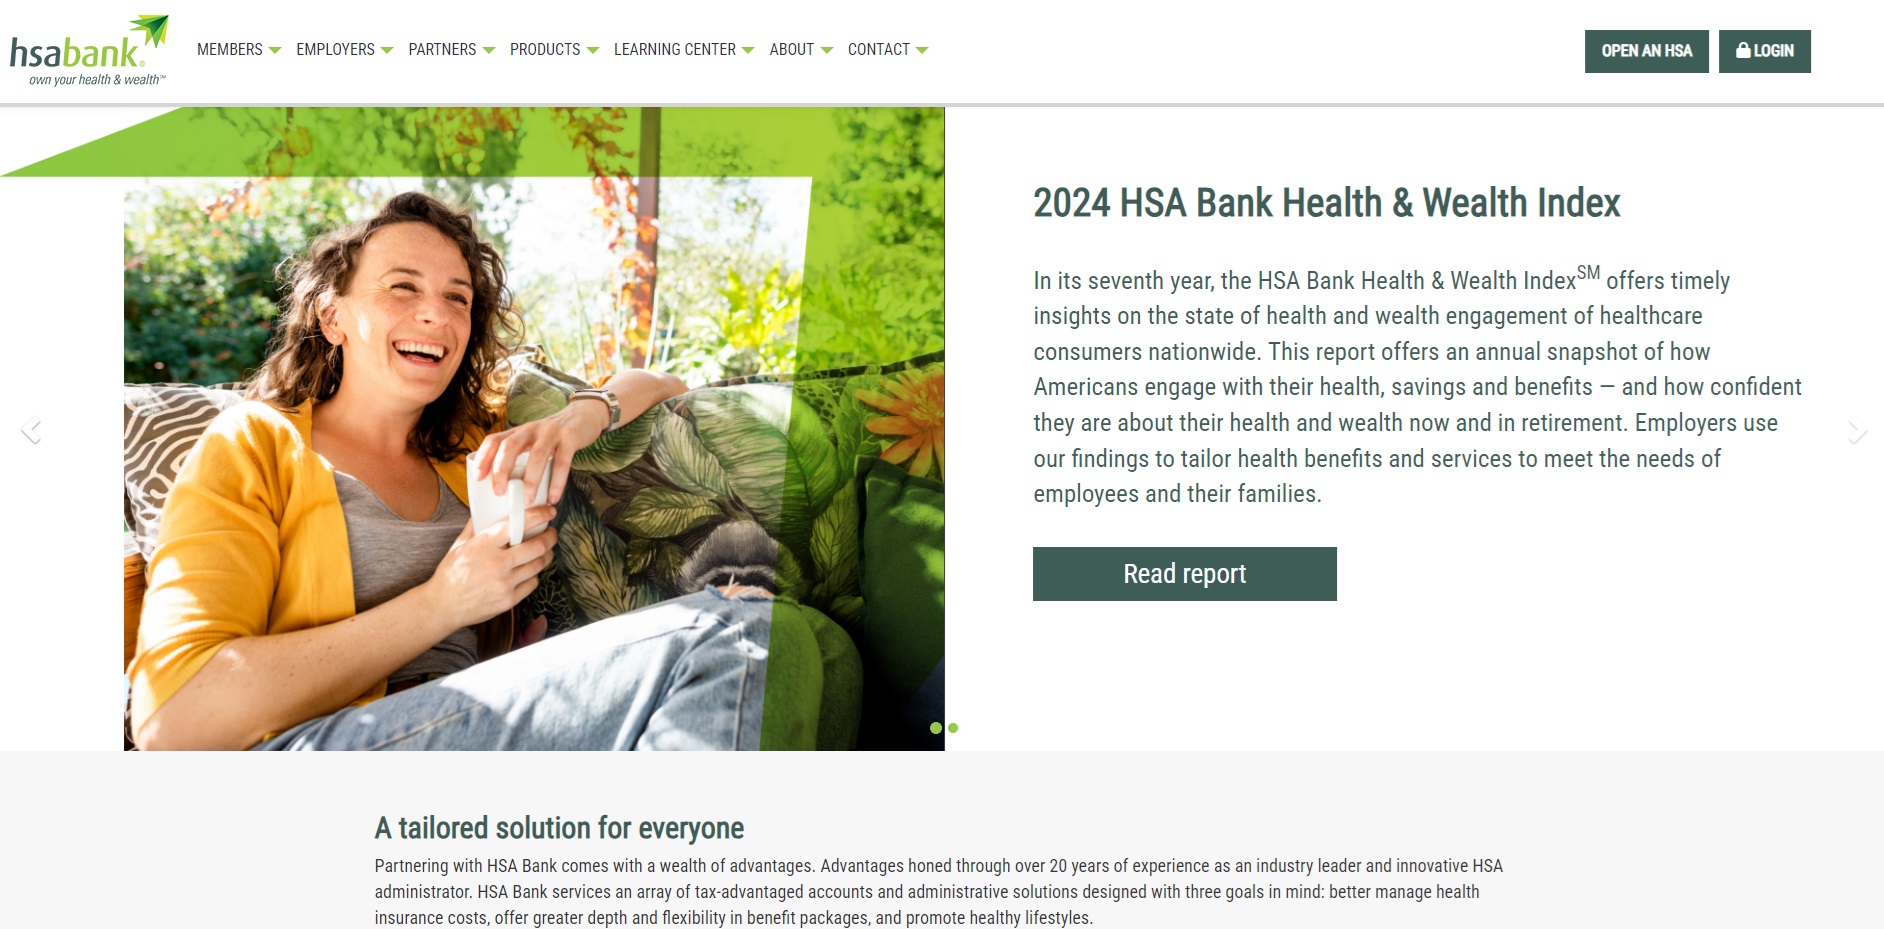 hsabank®
own your health & wealth℠
MEMBERS EMPLOYERS PARTNERS PRODUCTS LEARNING CENTER ABOUT CONTACT
OPEN AN HSA LOGIN
2024 HSA Bank Health & Wealth Index
In its seventh year, the HSA Bank Health & Wealth Index℠ offers timely
insights on the state of health and wealth engagement of healthcare
consumers nationwide. This report offers an annual snapshot of how
Americans engage with their health, savings and benefits — and how confident
they are about their health and wealth now and in retirement. Employers use
our findings to tailor health benefits and services to meet the needs of
employees and their families.
Read report
A tailored solution for everyone
Partnering with HSA Bank comes with a wealth of advantages. Advantages honed through over 20 years of experience as an industry leader and innovative HSA
administrator. HSA Bank services an array of tax-advantaged accounts and administrative solutions designed with three goals in mind: better manage health
insurance costs, offer greater depth and flexibility in benefit packages, and promote healthy lifestyles.